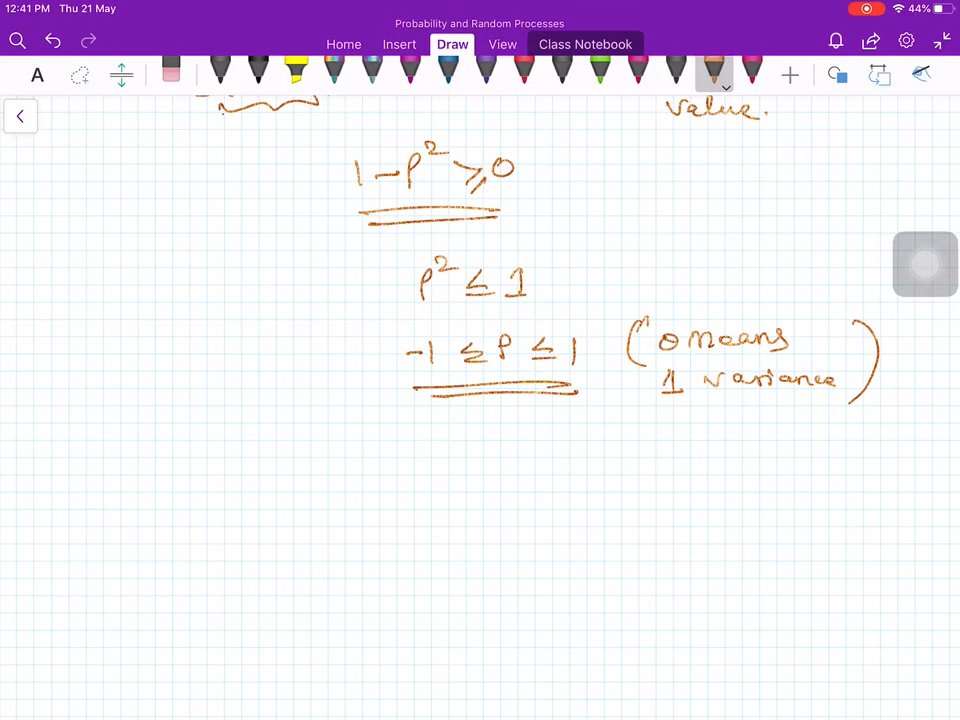 12:41 PM Thu 21 May
44%
Probability and Random Processes
Home Insert Draw View Class Notebook
A
value.
1 - ρ² ≥ 0
ρ² ≤ 1
-1 ≤ ρ ≤ 1 ( 0 means
1 variance )